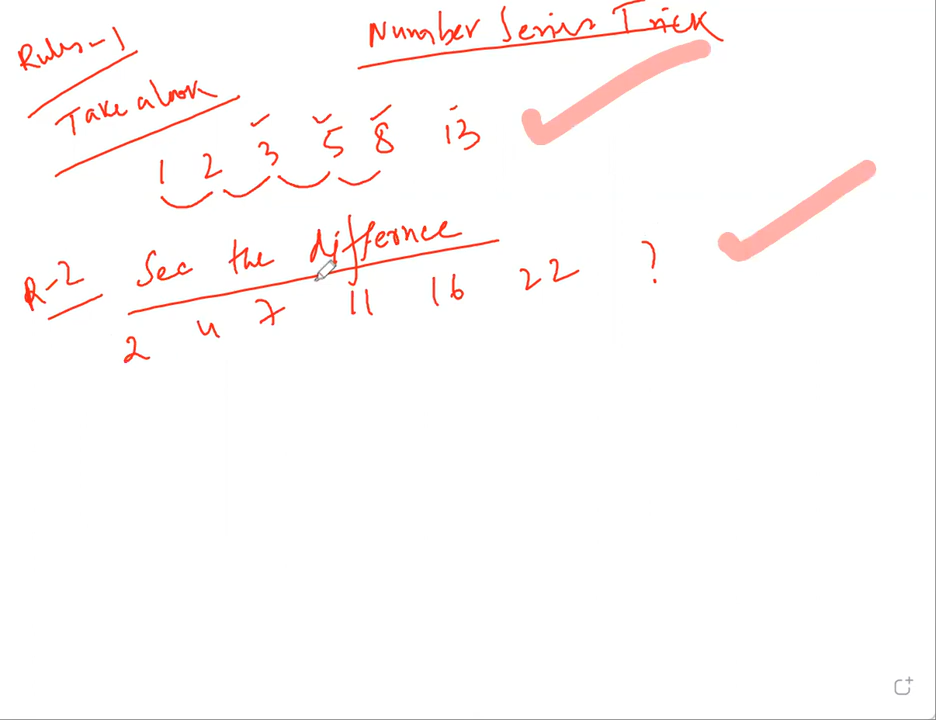 Number Series Trick
Rules-1
Take a look
1 2 3 5 8 13
R-2 See the differnce
2 4 7 11 16 22 ?